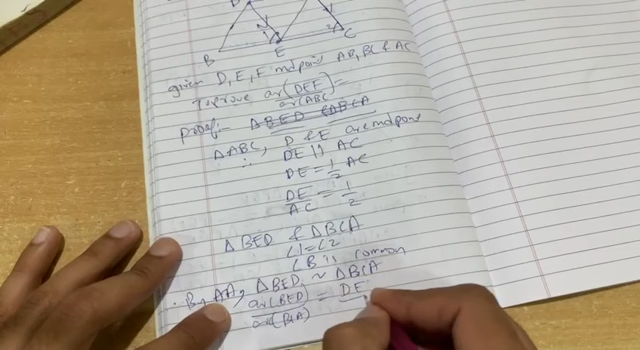 D
B
E
C
given D, E, F midpoint AB, BC & AC
To prove ar(DEF) =
ar(ABC
proof:- ΔBED ΔBCA
ΔABC, D & E are midpoint
∴ DE || AC
DE = 1/2 AC
DE/AC = 1/2
ΔBED & ΔBCA
∠1 = ∠2
∠B is common
By AA, ΔBED ~ ΔBCA
ar(BED) = DE
ar(BCA)